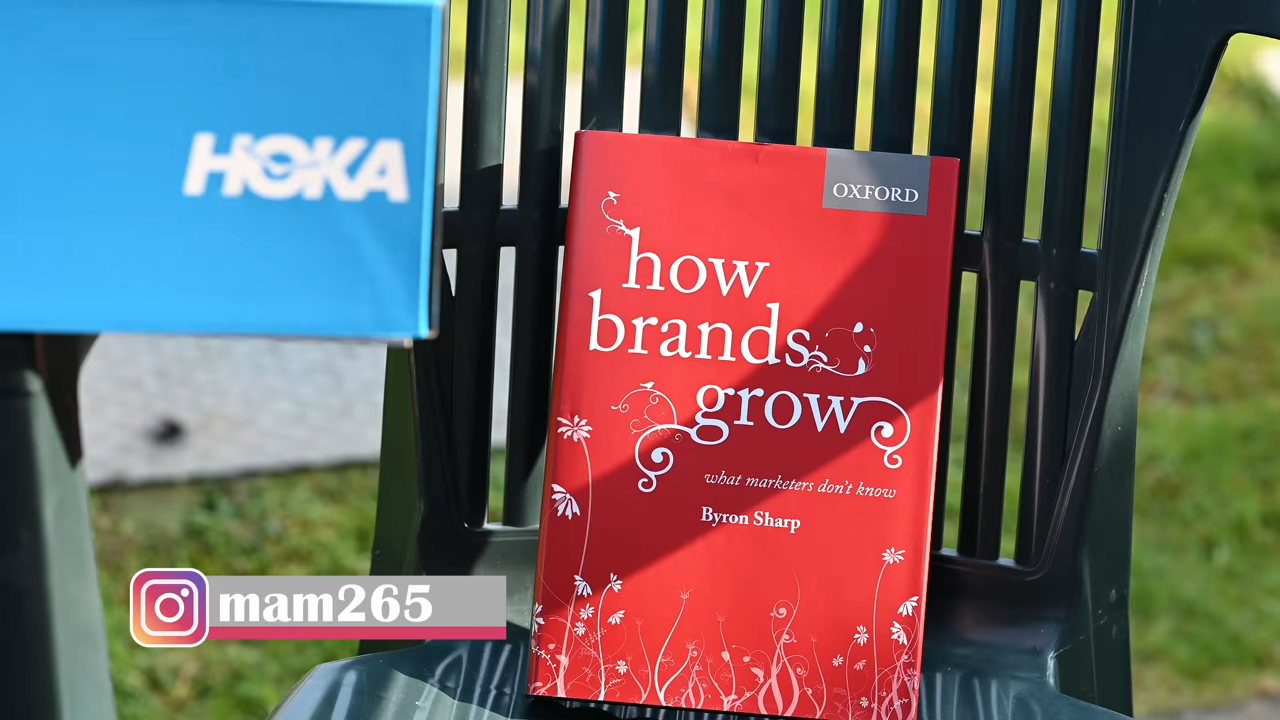 HOKA
OXFORD
how
brands
grow
what marketers don't know
Byron Sharp
mam265